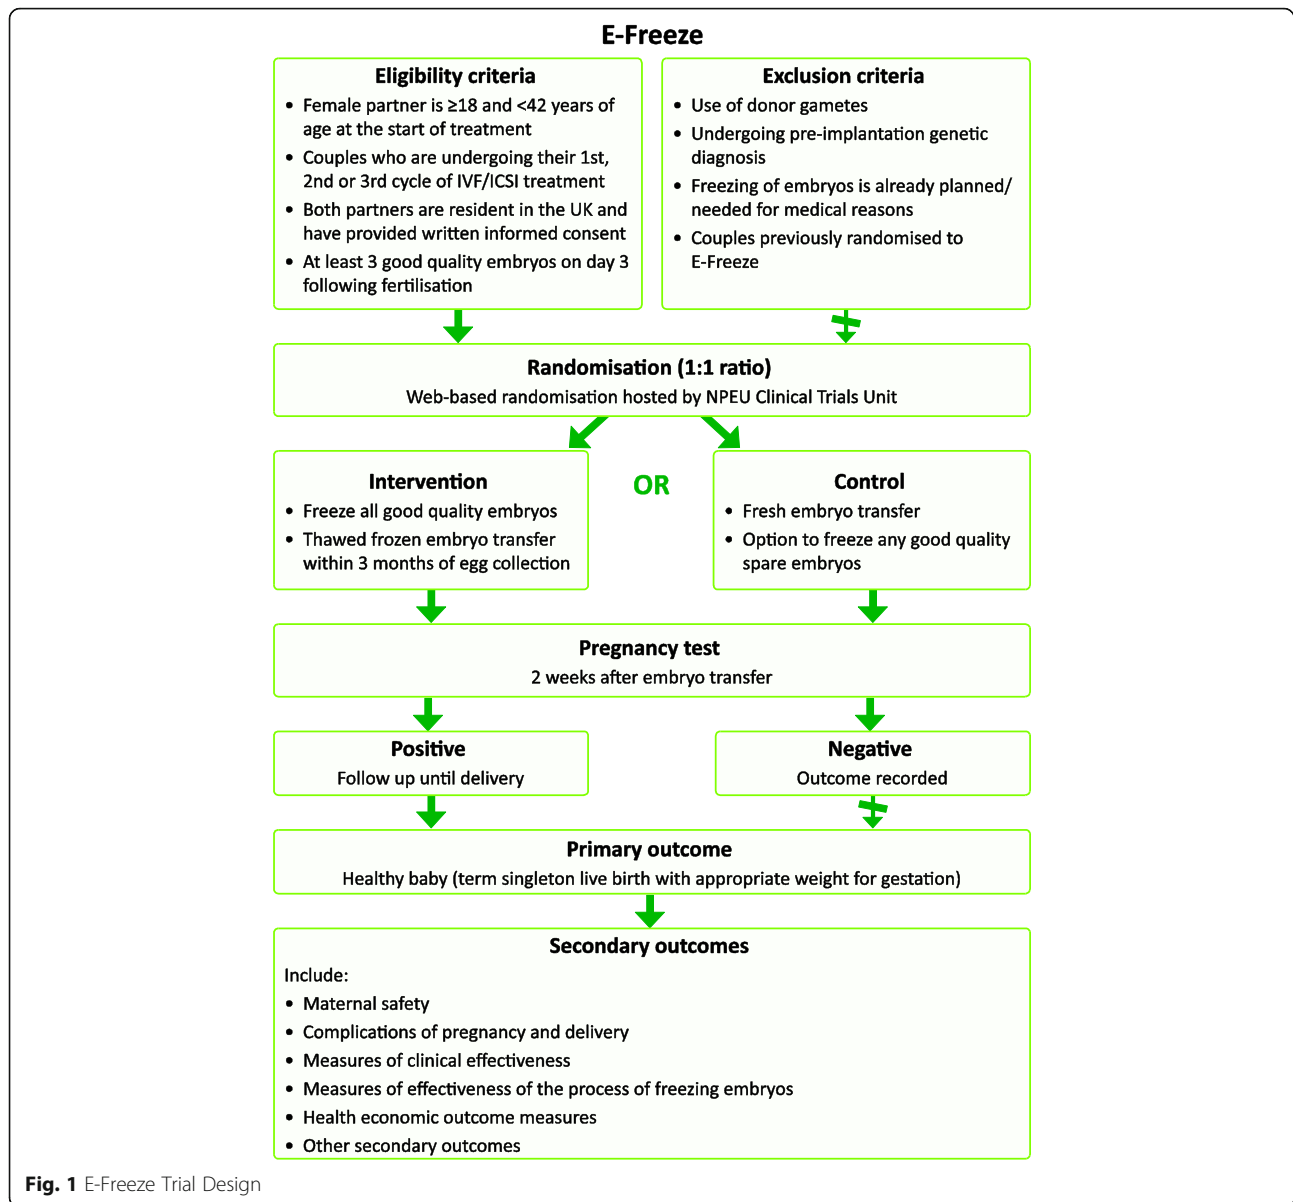 E-Freeze
Eligibility criteria
• Female partner is ≥18 and <42 years of
age at the start of treatment
• Couples who are undergoing their 1st,
2nd or 3rd cycle of IVF/ICSI treatment
• Both partners are resident in the UK and
have provided written informed consent
• At least 3 good quality embryos on day 3
following fertilisation
Exclusion criteria
• Use of donor gametes
• Undergoing pre-implantation genetic
diagnosis
• Freezing of embryos is already planned/
needed for medical reasons
• Couples previously randomised to
E-Freeze
Randomisation (1:1 ratio)
Web-based randomisation hosted by NPEU Clinical Trials Unit
Intervention
• Freeze all good quality embryos
• Thawed frozen embryo transfer
within 3 months of egg collection
OR
Control
• Fresh embryo transfer
• Option to freeze any good quality
spare embryos
Pregnancy test
2 weeks after embryo transfer
Positive
Follow up until delivery
Negative
Outcome recorded
Primary outcome
Healthy baby (term singleton live birth with appropriate weight for gestation)
Secondary outcomes
Include:
• Maternal safety
• Complications of pregnancy and delivery
• Measures of clinical effectiveness
• Measures of effectiveness of the process of freezing embryos
• Health economic outcome measures
• Other secondary outcomes
Fig. 1 E-Freeze Trial Design